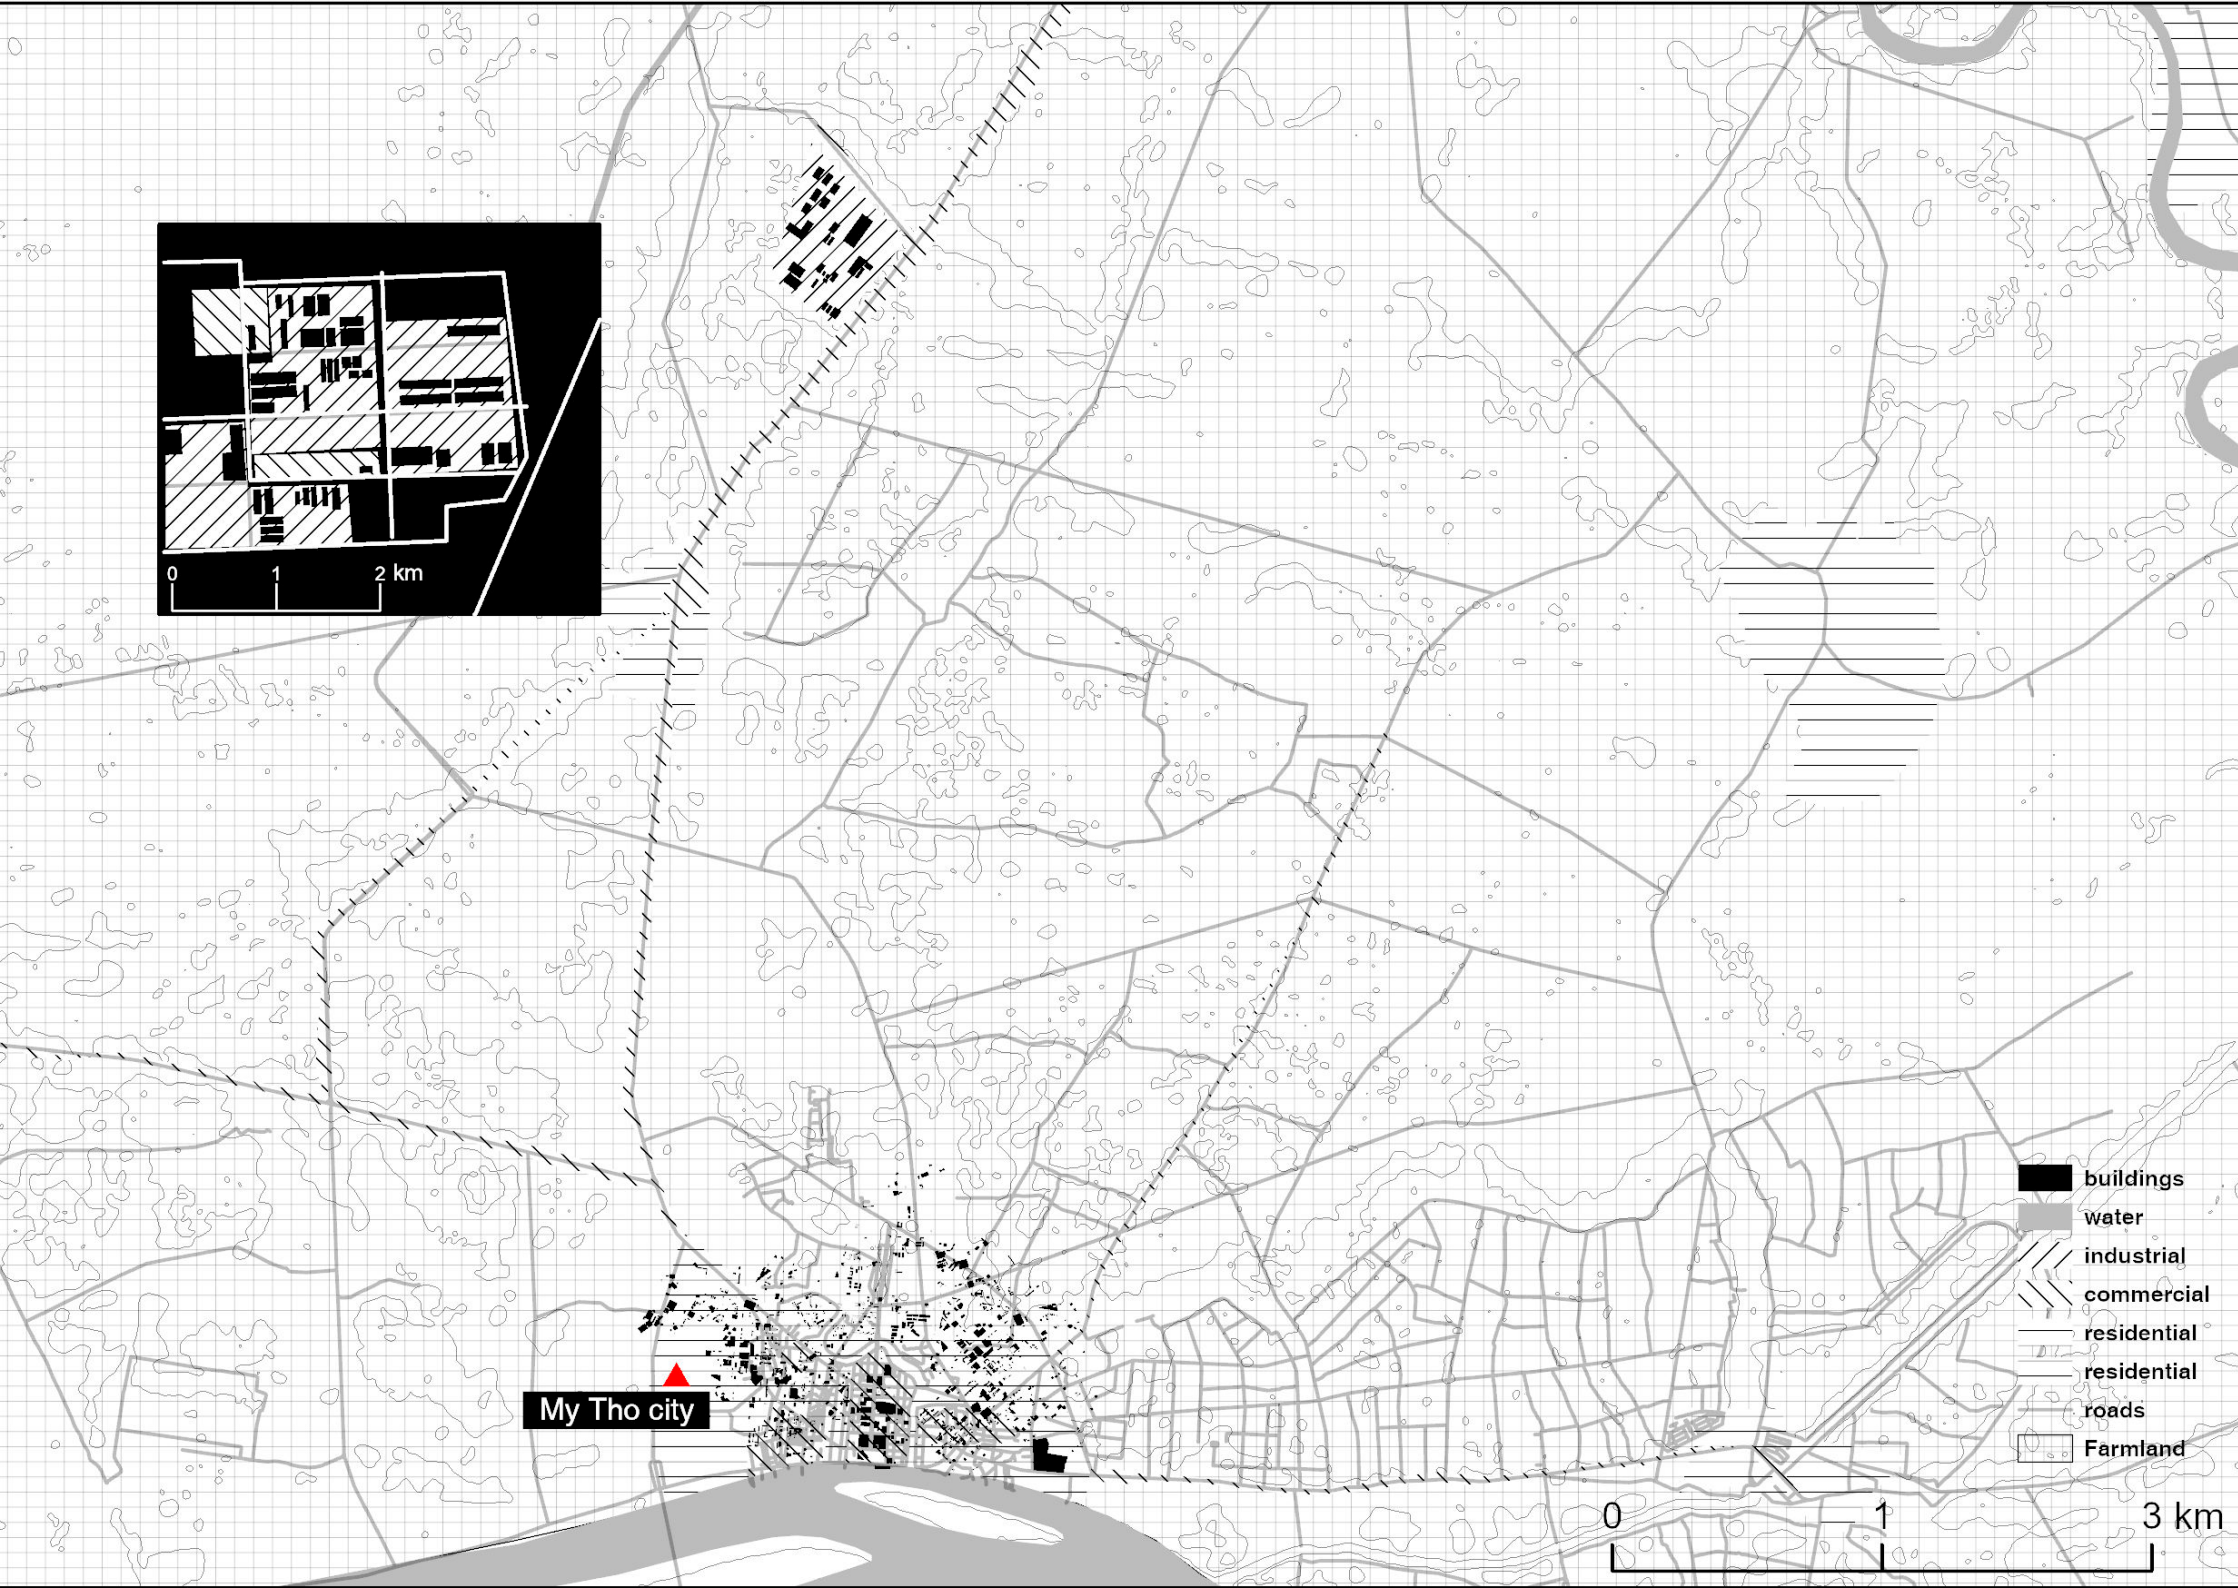 0 1 2 km
My Tho city
buildings
water
industrial
commercial
residential
residential
roads
Farmland
0 1 3 km